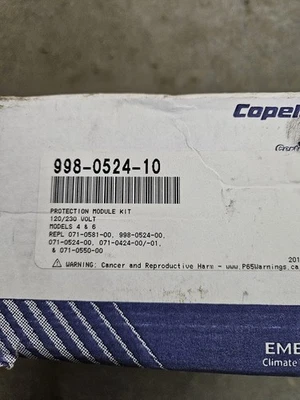 Copel
998-0524-10
PROTECTION MODULE KIT
120/230 VOLT
MODELS 4 & 6
REPL 071-0581-00, 998-0524-00,
071-0524-00, 071-0424-00/-01,
& 071-0550-00
201
⚠ WARNING: Cancer and Reproductive Harm - www.P65Warnings.ca
EME
Climate